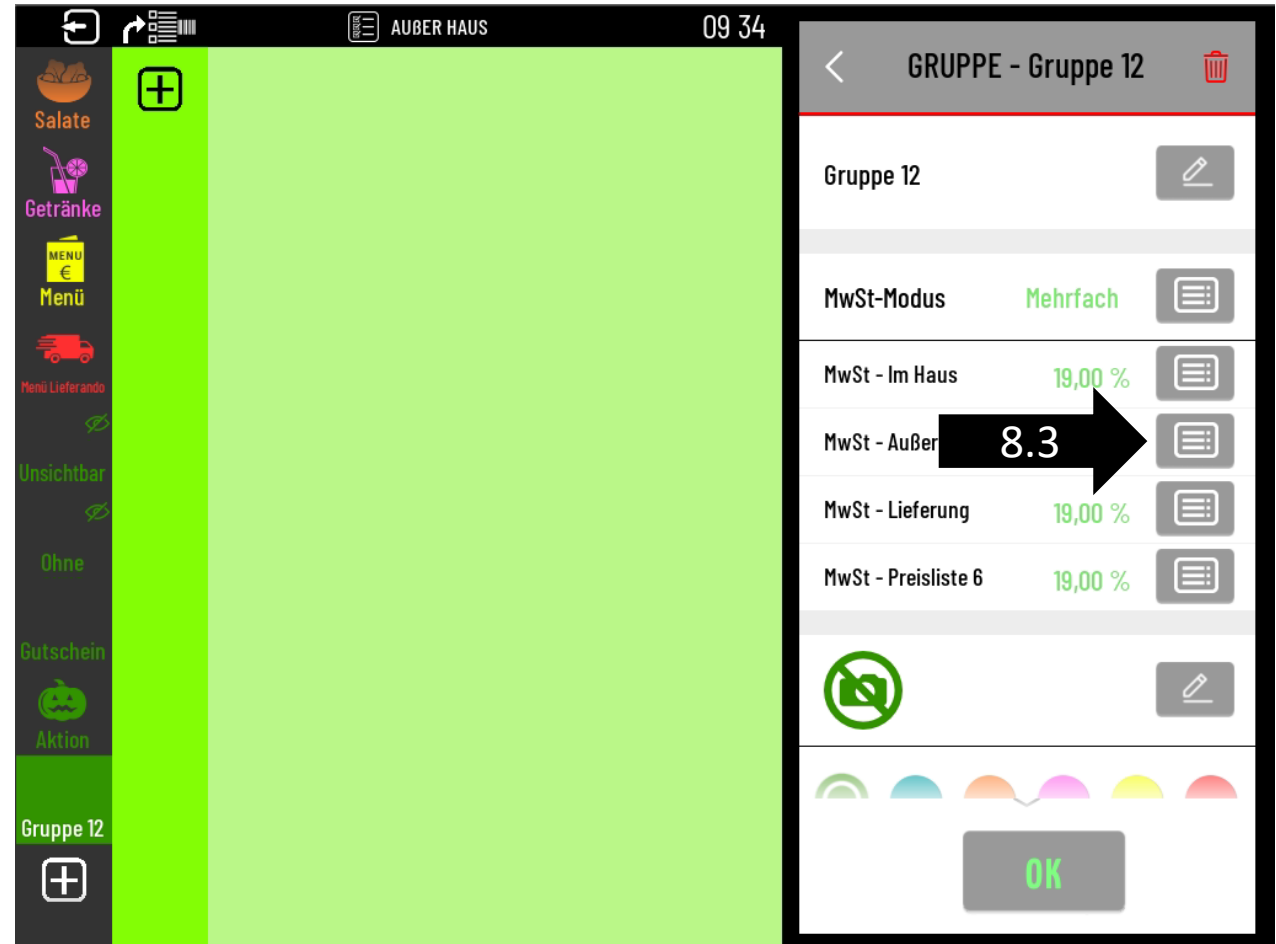 AUßER HAUS
09 34
Salate
Getränke
MENU
€
Menü
Menü Lieferando
Unsichtbar
Ohne
Gutschein
Aktion
Gruppe 12
GRUPPE - Gruppe 12
Gruppe 12
MwSt-Modus Mehrfach
MwSt - Im Haus 19,00 %
MwSt - Außer 8.3
MwSt - Lieferung 19,00 %
MwSt - Preisliste 6 19,00 %
OK